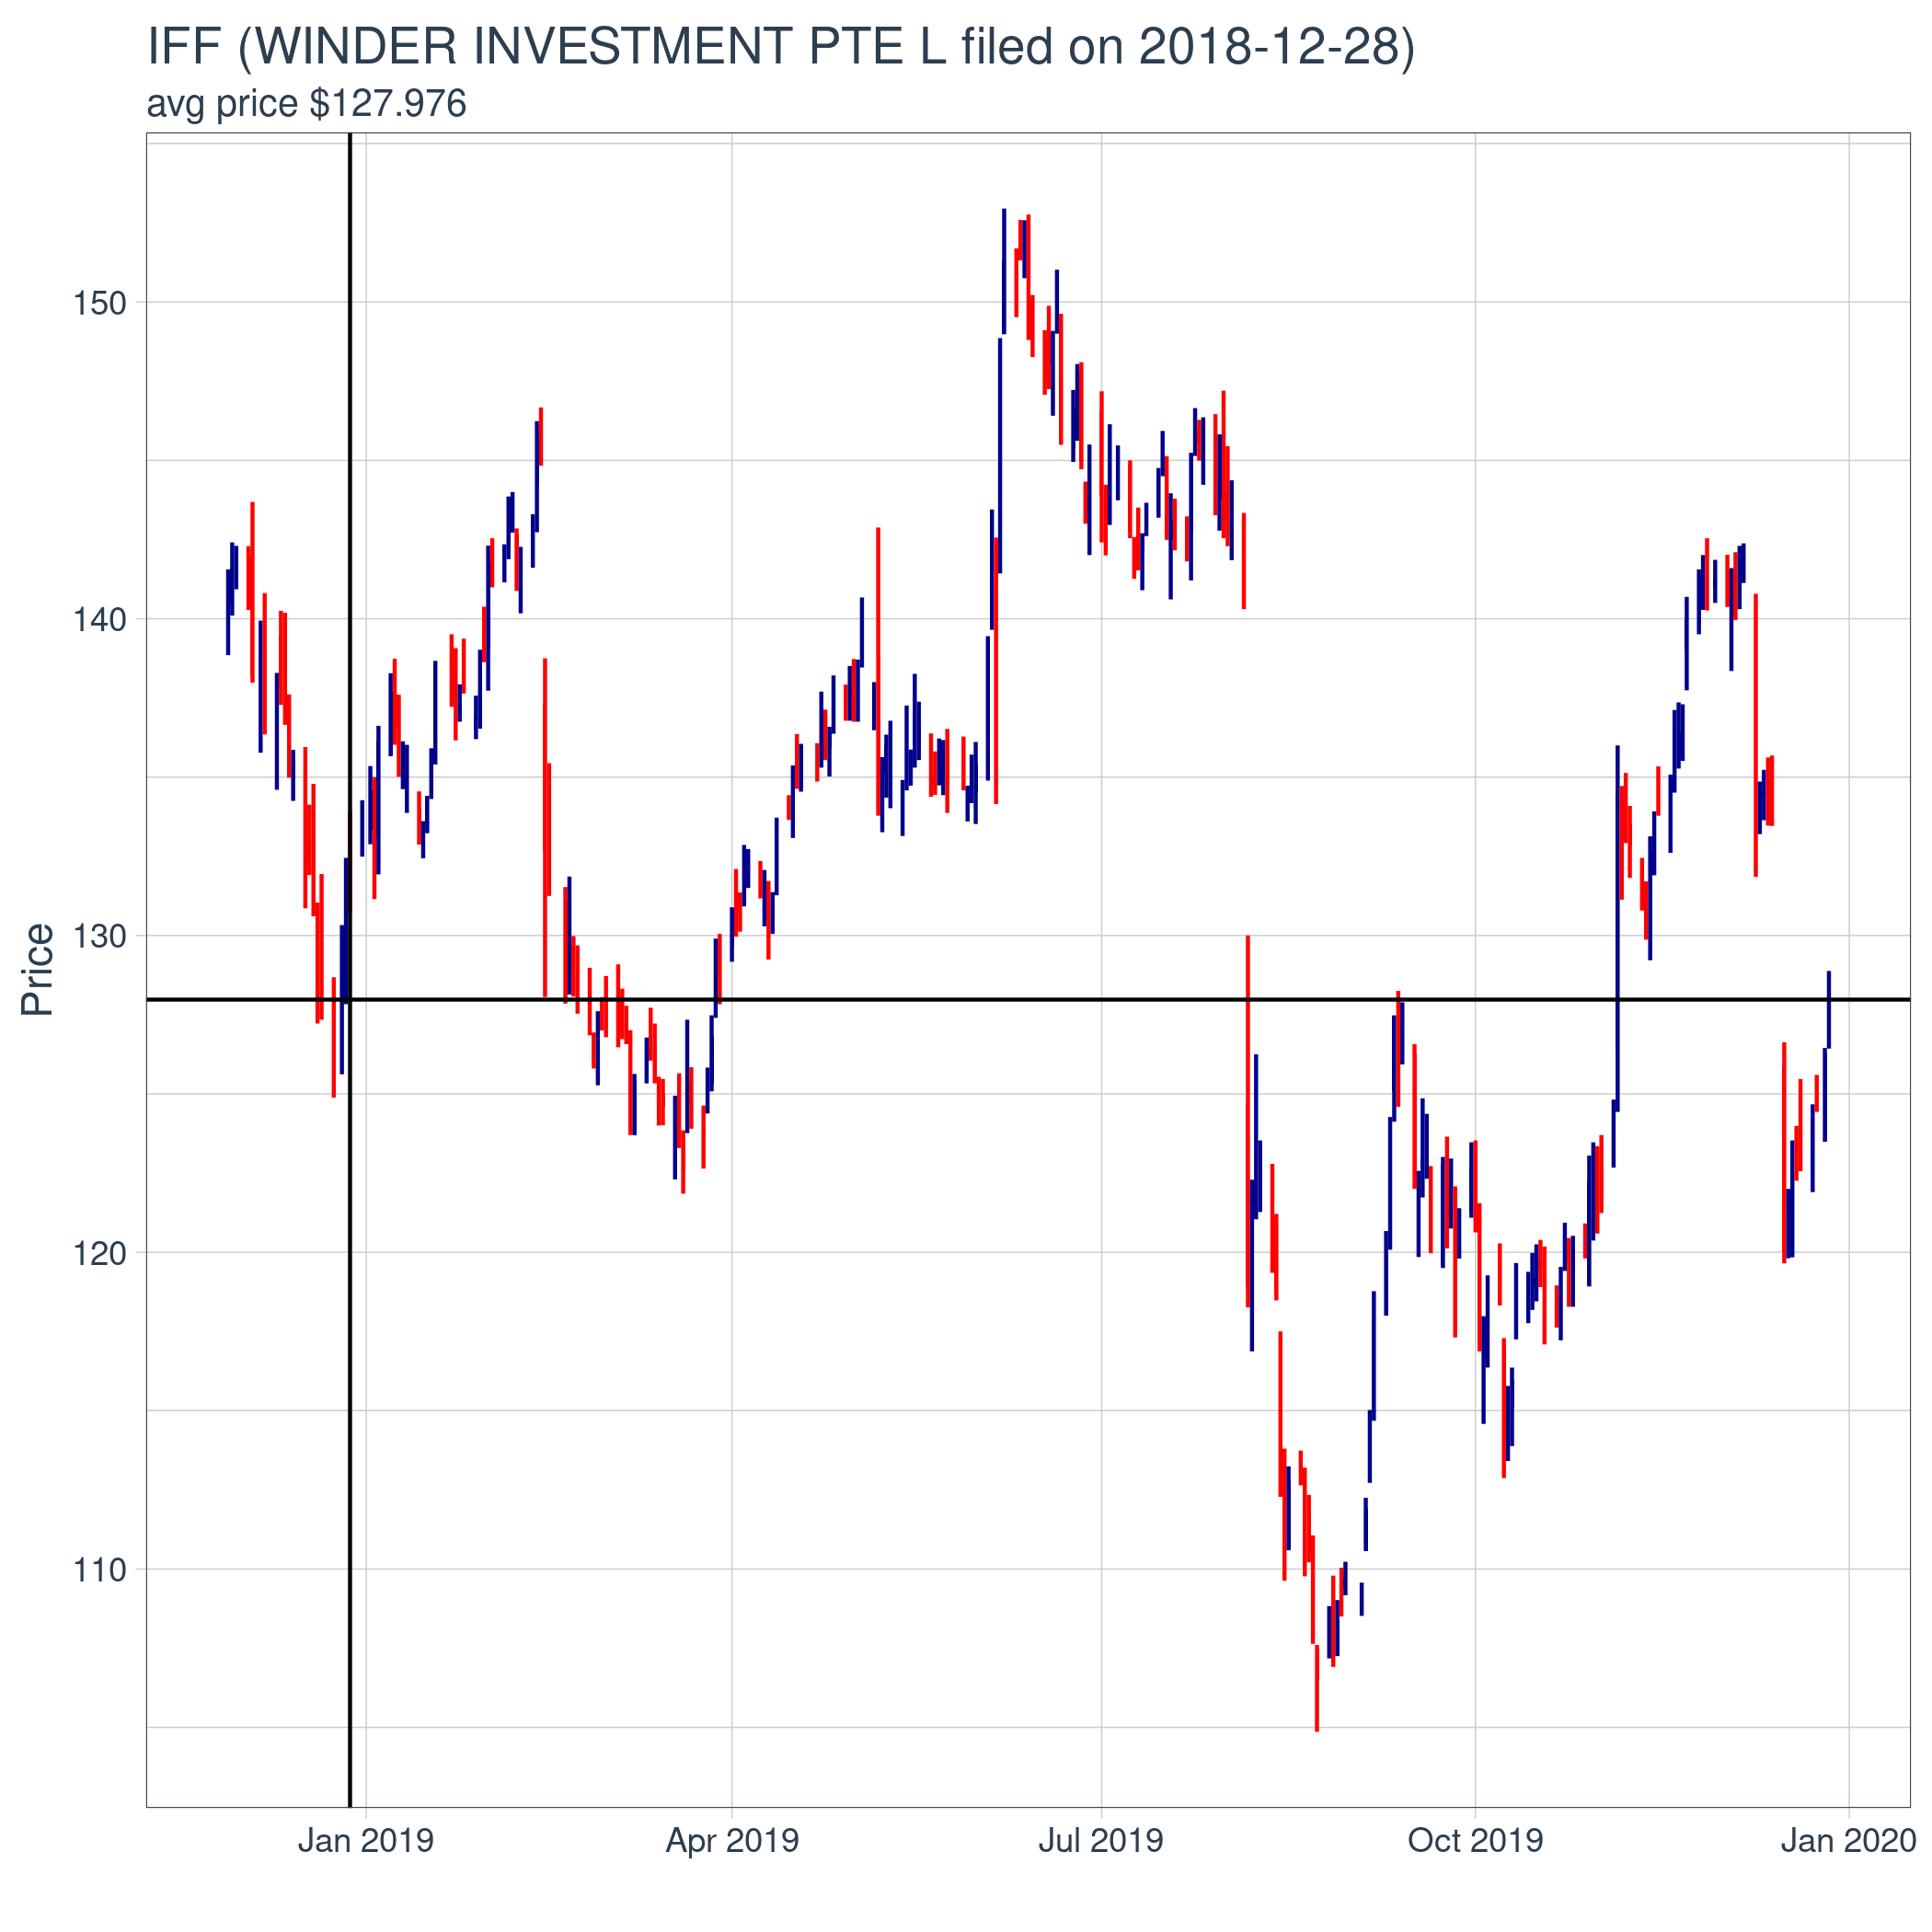 IFF (WINDER INVESTMENT PTE L filed on 2018-12-28)
avg price $127.976
150
140
130
120
110
Price
Jan 2019 Apr 2019 Jul 2019 Oct 2019 Jan 2020